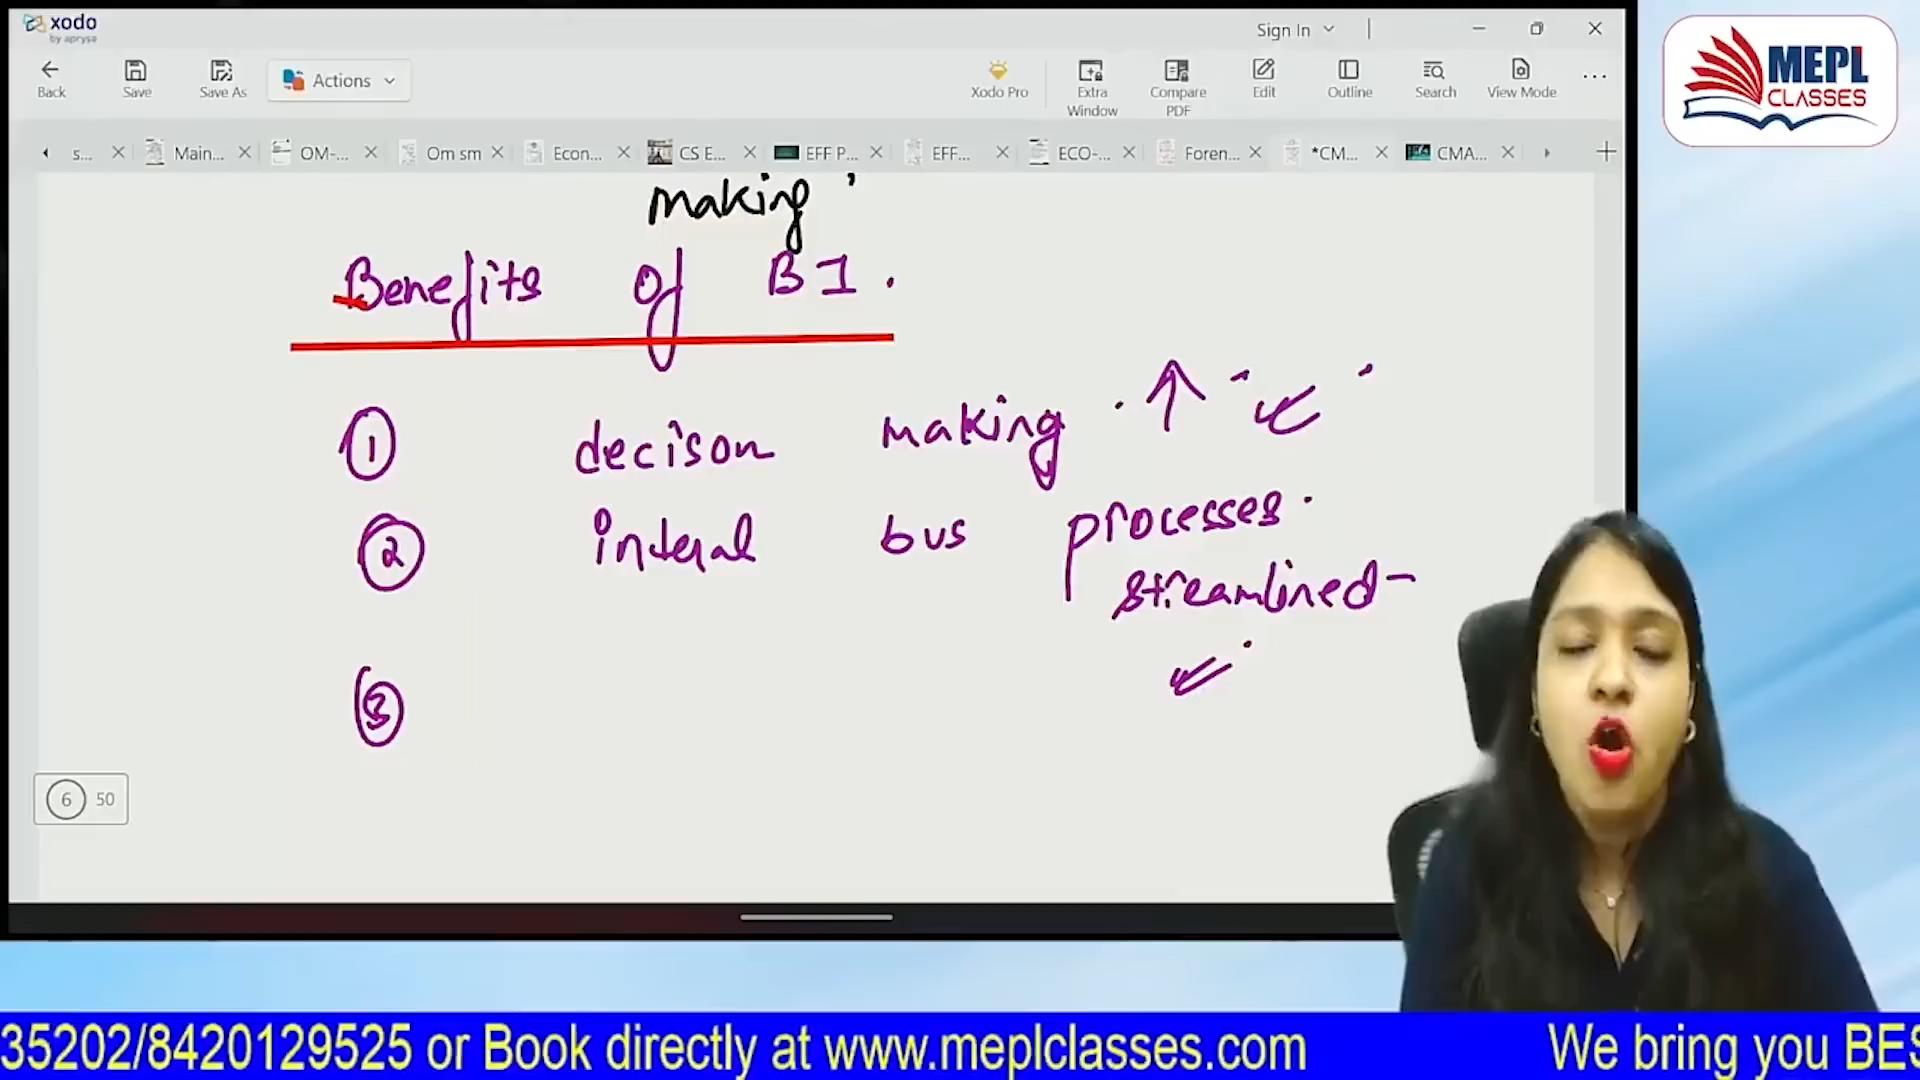 xodo
by apryse
Sign In
Back
Save
Save As
Actions
Xodo Pro
Extra Window
Compare PDF
Edit
Outline
Search
View Mode
s...
Main...
OM-...
Om sm
Econ...
CS E...
EFF P...
EFF...
ECO-...
Foren...
*CM...
CMA...
MEPL
CLASSES
making
Benefits of BI.
1 decison making . ↑
2 interal bus processes.
streamlined-
3
6 50
35202/8420129525 or Book directly at www.meplclasses.com We bring you BES